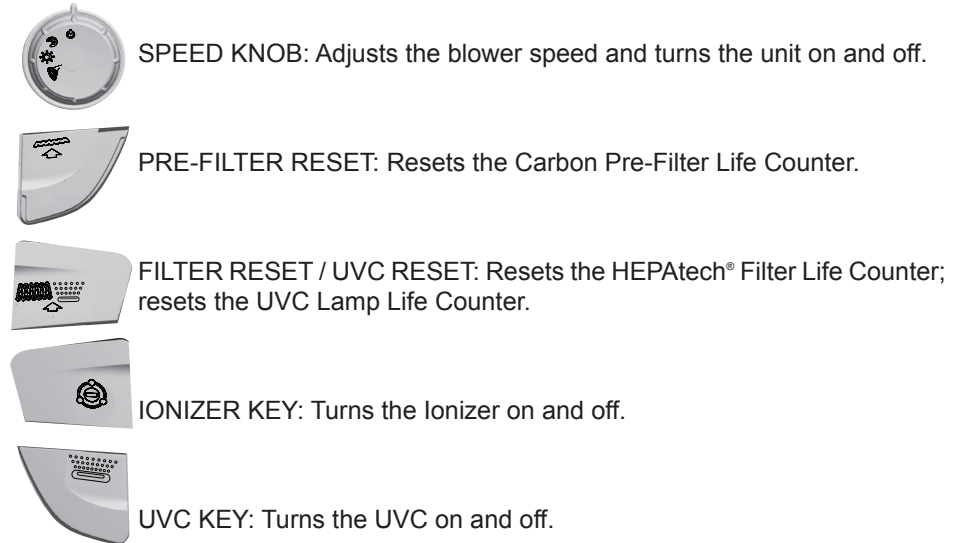 SPEED KNOB: Adjusts the blower speed and turns the unit on and off.
PRE-FILTER RESET: Resets the Carbon Pre-Filter Life Counter.
FILTER RESET / UVC RESET: Resets the HEPAtech® Filter Life Counter;
resets the UVC Lamp Life Counter.
IONIZER KEY: Turns the Ionizer on and off.
UVC KEY: Turns the UVC on and off.